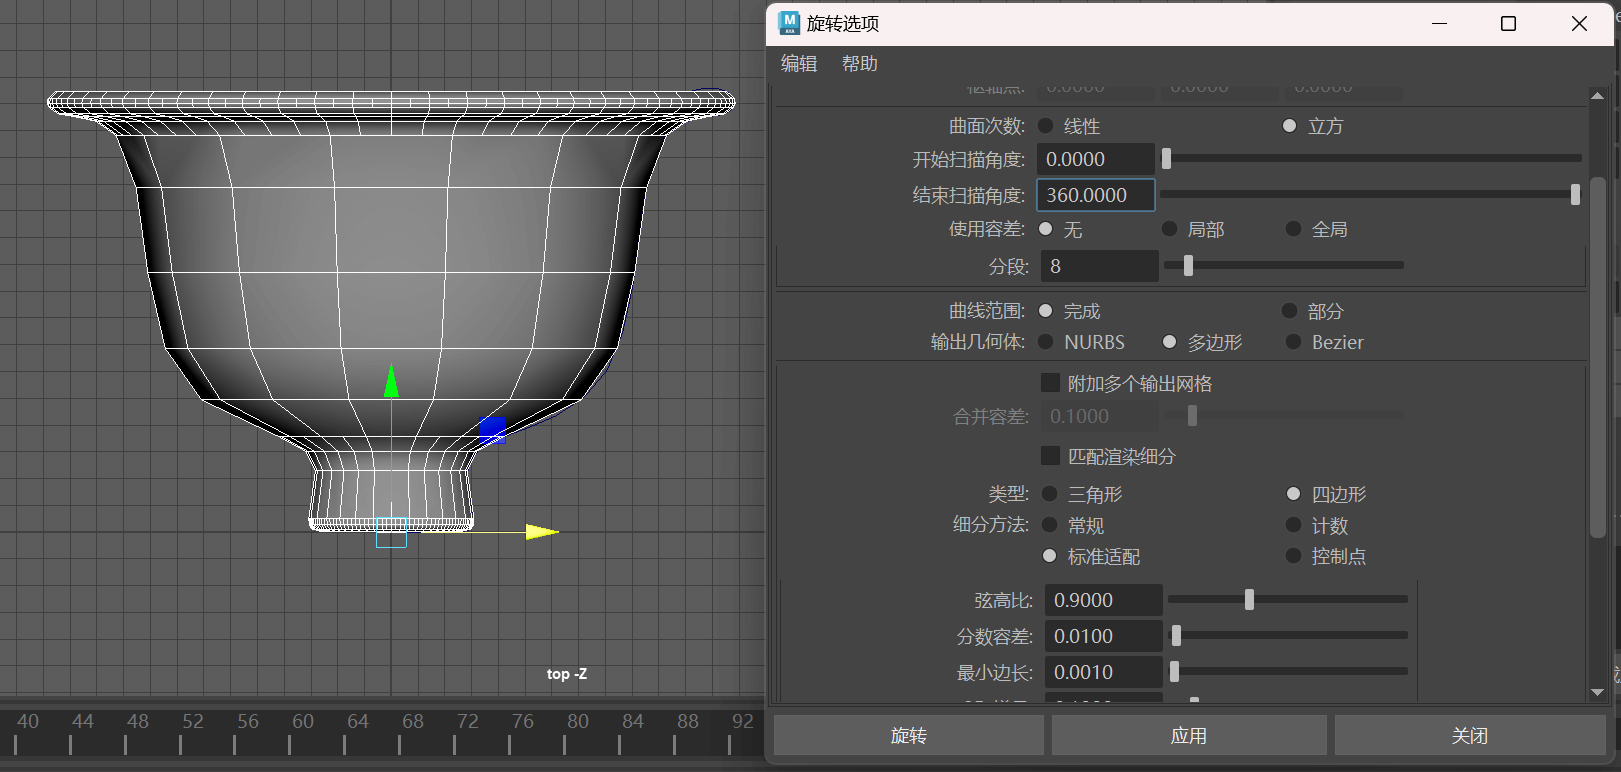 旋转选项
编辑 帮助
枢轴点: 0.0000 0.0000 0.0000
曲面次数: 线性 立方
开始扫描角度: 0.0000
结束扫描角度: 360.0000
使用容差: 无 局部 全局
分段: 8
曲线范围: 完成 部分
输出几何体: NURBS 多边形 Bezier
附加多个输出网格
合并容差: 0.1000
匹配渲染细分
类型: 三角形 四边形
细分方法: 常规 计数
标准适配 控制点
弦高比: 0.9000
分数容差: 0.0100
最小边长: 0.0010
旋转 应用 关闭
top -Z
40 44 48 52 56 60 64 68 72 76 80 84 88 92